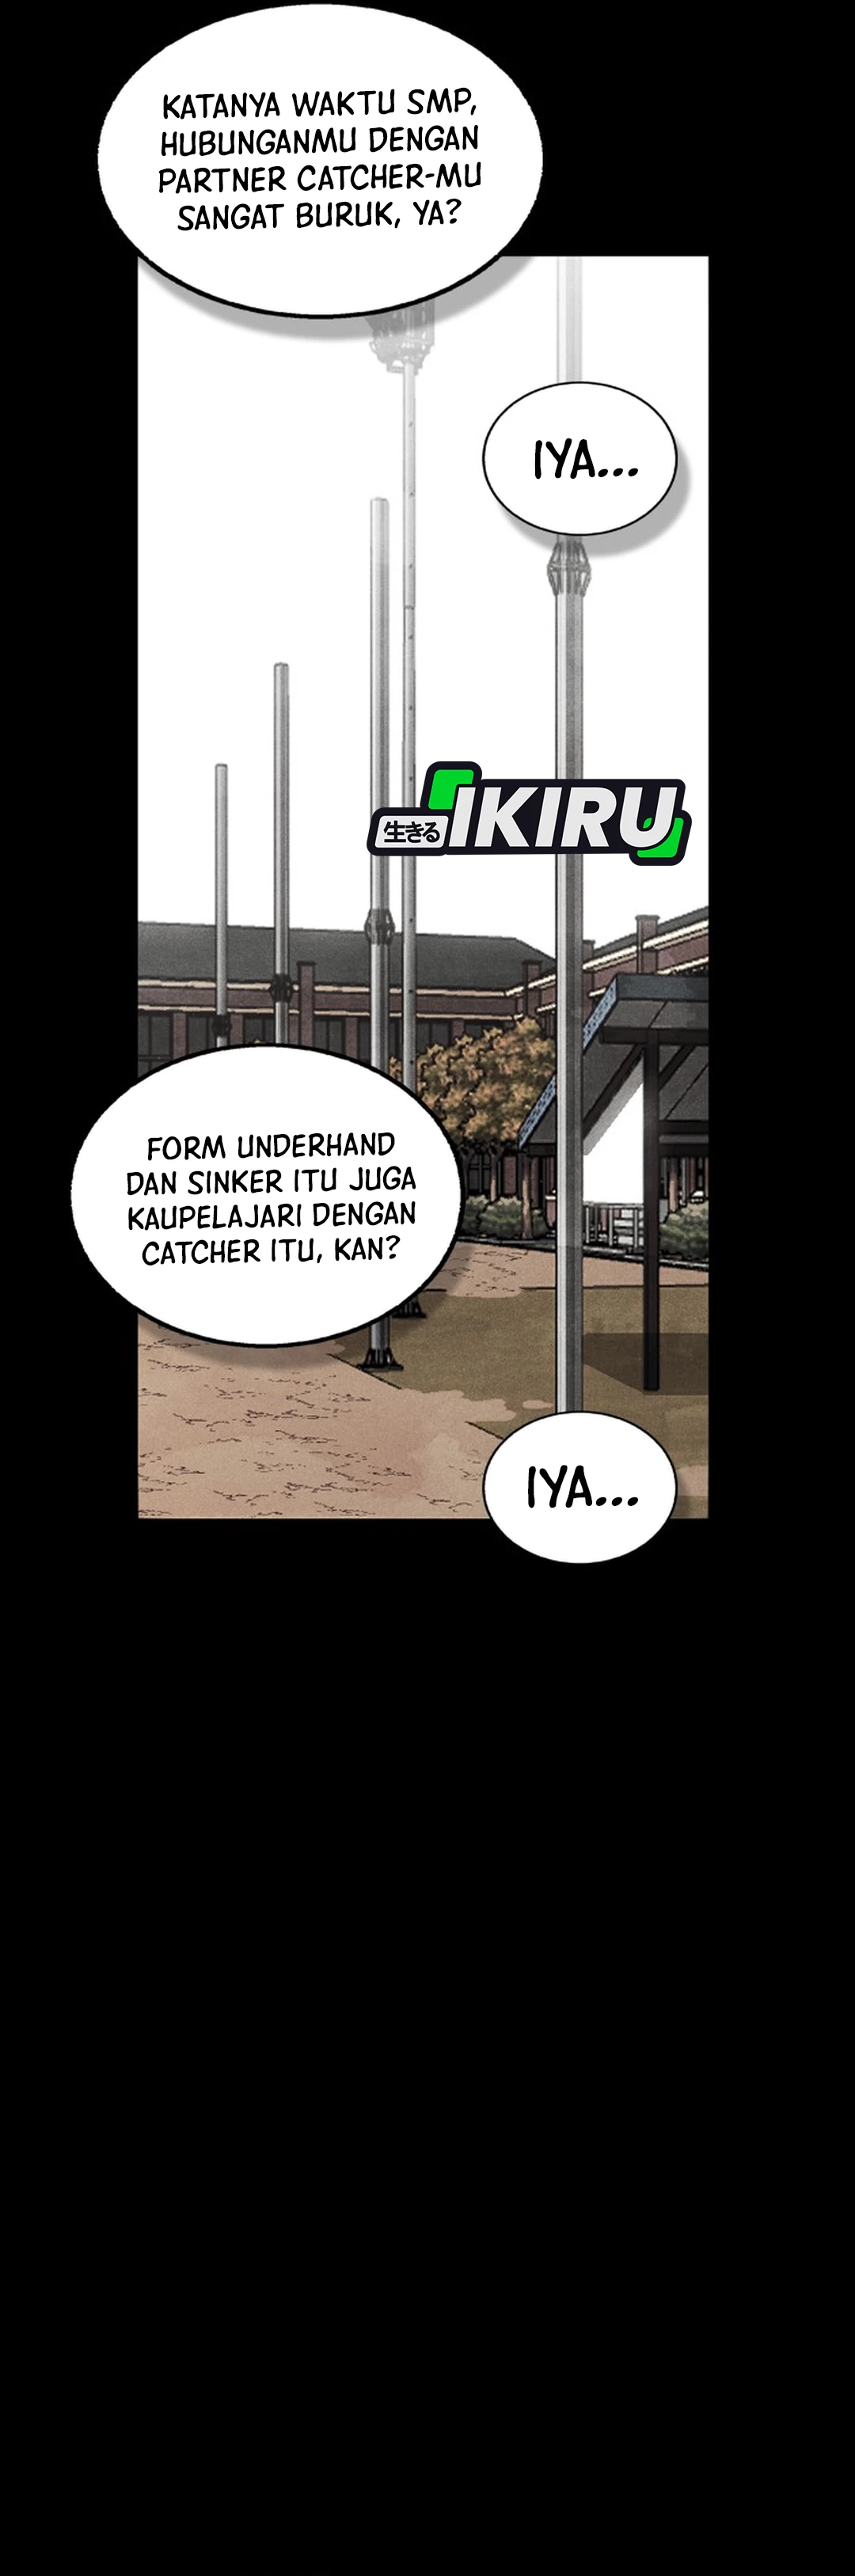 KATANYA WAKTU SMP,
HUBUNGANMU DENGAN
PARTNER CATCHER-MU
SANGAT BURUK, YA?
IYA...
生きる IKIRU
FORM UNDERHAND
DAN SINKER ITU JUGA
KAUPELAJARI DENGAN
CATCHER ITU, KAN?
IYA...